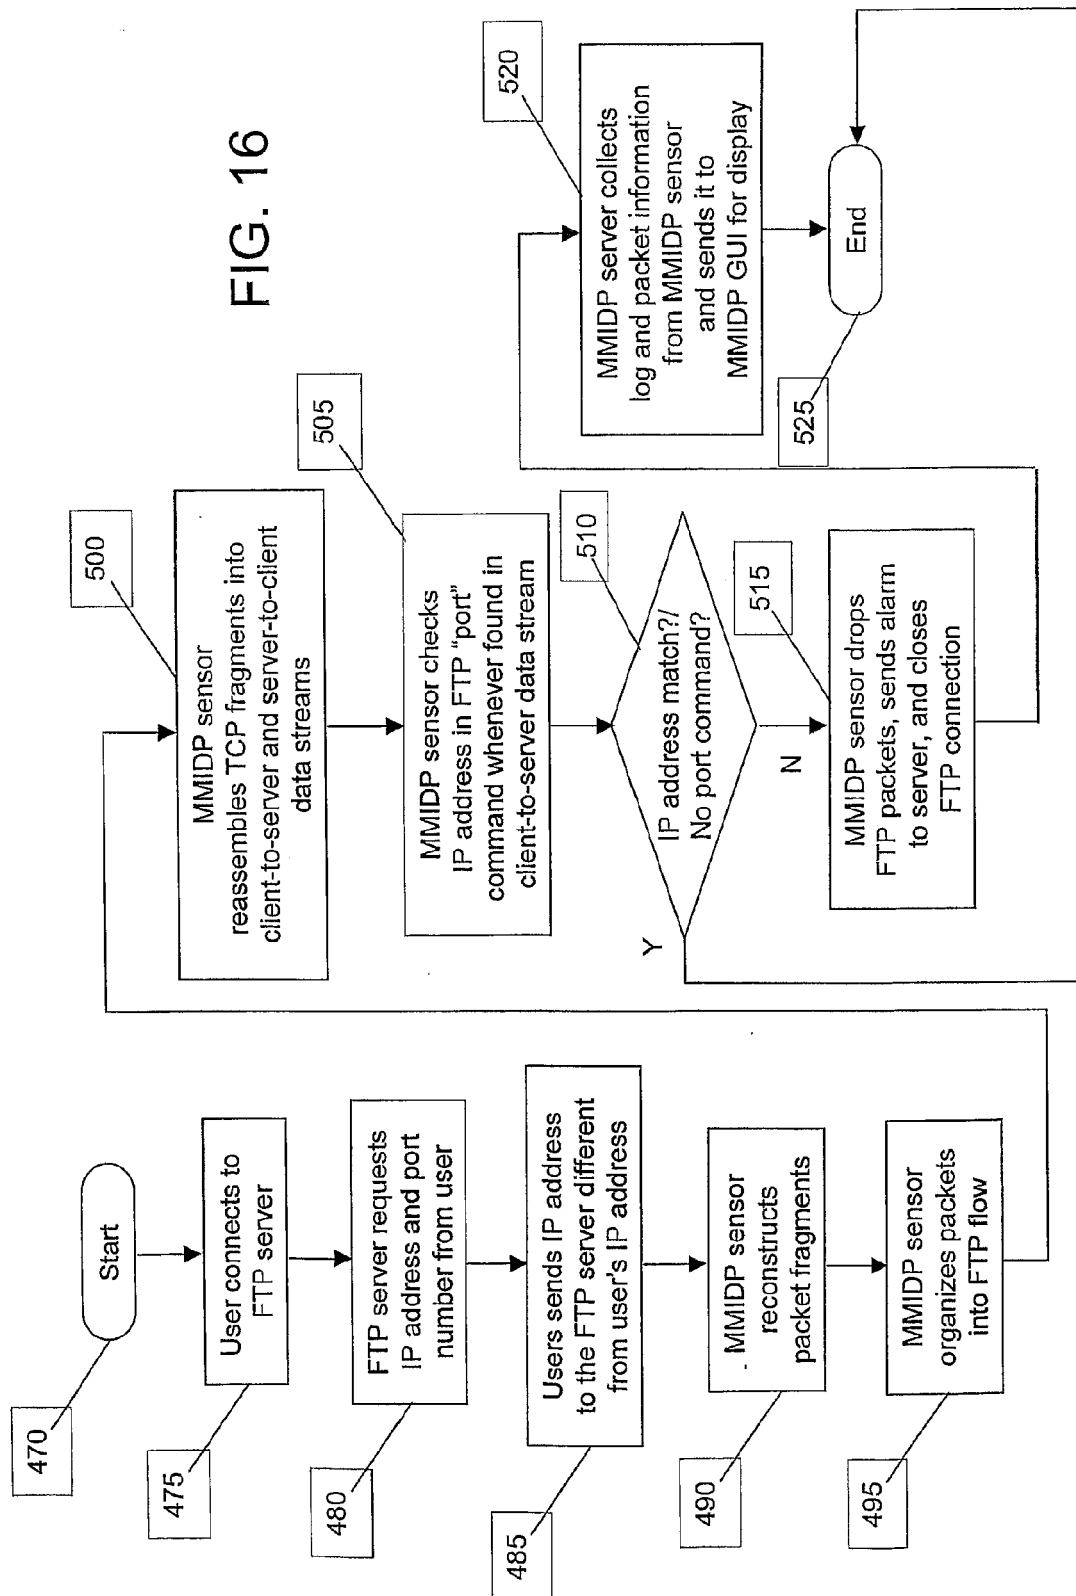 FIG. 16
470
Start
475
User connects to
FTP server
480
FTP server requests
IP address and port
number from user
485
Users sends IP address
to the FTP server different
from user's IP address
490
MMIDP sensor
reconstructs
packet fragments
495
MMIDP sensor
organizes packets
into FTP flow
500
MMIDP sensor
reassembles TCP fragments into
client-to-server and server-to-client
data streams
505
MMIDP sensor checks
IP address in FTP "port"
command whenever found in
client-to-server data stream
510
IP address match?/
No port command?
Y
N
515
MMIDP sensor drops
FTP packets, sends alarm
to server, and closes
FTP connection
520
MMIDP server collects
log and packet information
from MMIDP sensor
and sends it to
MMIDP GUI for display
525
End